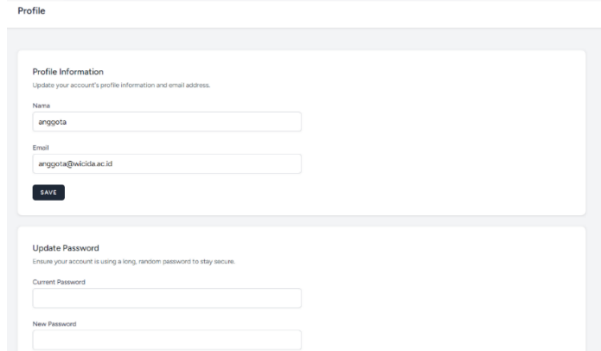 Profile
Profile Information
Update your account's profile information and email address.
Name
anggota
Email
anggota@wicida.ac.id
SAVE
Update Password
Ensure your account is using a long, random password to stay secure.
Current Password
New Password